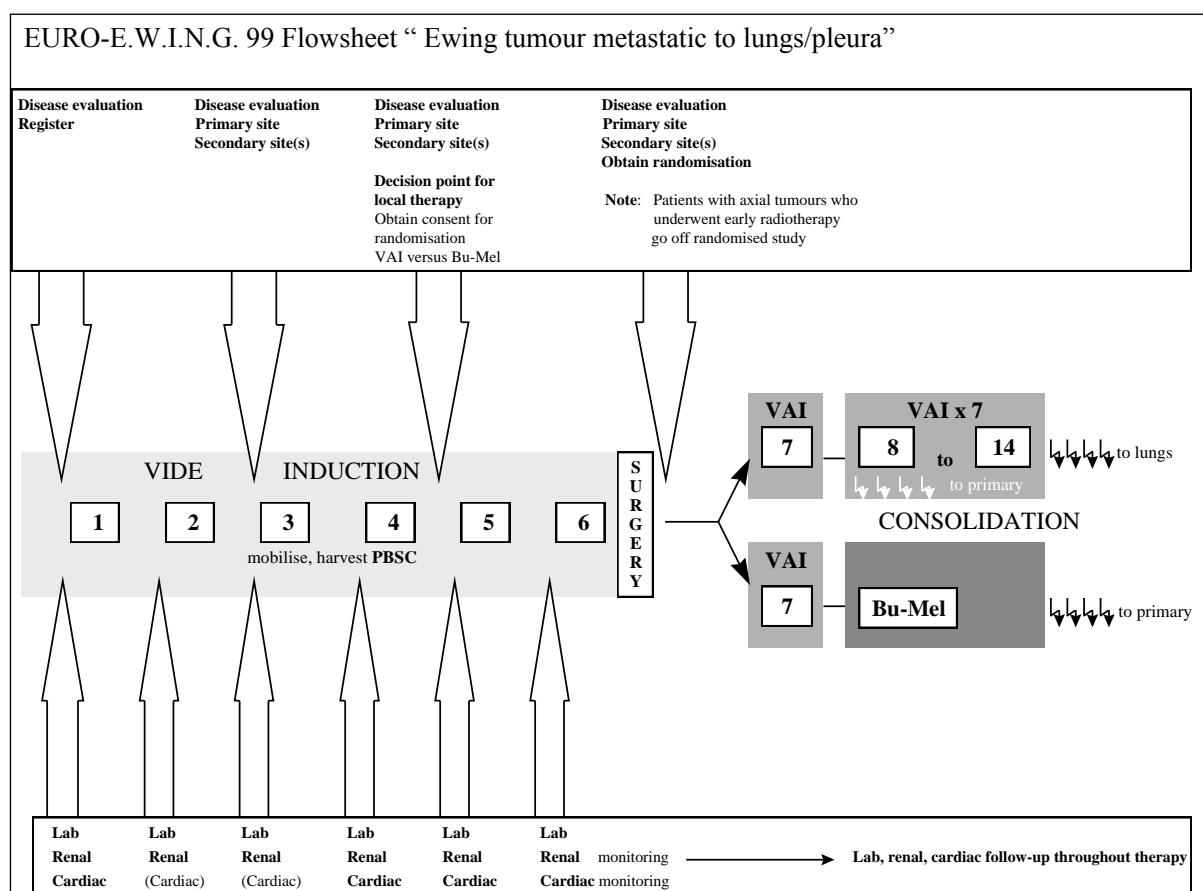 EURO-E.W.I.N.G. 99 Flowsheet “ Ewing tumour metastatic to lungs/pleura”
Disease evaluation
Register
Disease evaluation
Primary site
Secondary site(s)
Disease evaluation
Primary site
Secondary site(s)
Decision point for
local therapy
Obtain consent for
randomisation
VAI versus Bu-Mel
Disease evaluation
Primary site
Secondary site(s)
Obtain randomisation
Note: Patients with axial tumours who
underwent early radiotherapy
go off randomised study
VIDE INDUCTION
1 2 3 4 5 6
mobilise, harvest PBSC
SURGERY
VAI
7
VAI x 7
8 to 14
to primary
to lungs
CONSOLIDATION
VAI
7
Bu-Mel
to primary
Lab
Renal
Cardiac
Lab
Renal
(Cardiac)
Lab
Renal
(Cardiac)
Lab
Renal
Cardiac
Lab
Renal
Cardiac
Lab
Renal monitoring
Cardiac monitoring
Lab, renal, cardiac follow-up throughout therapy